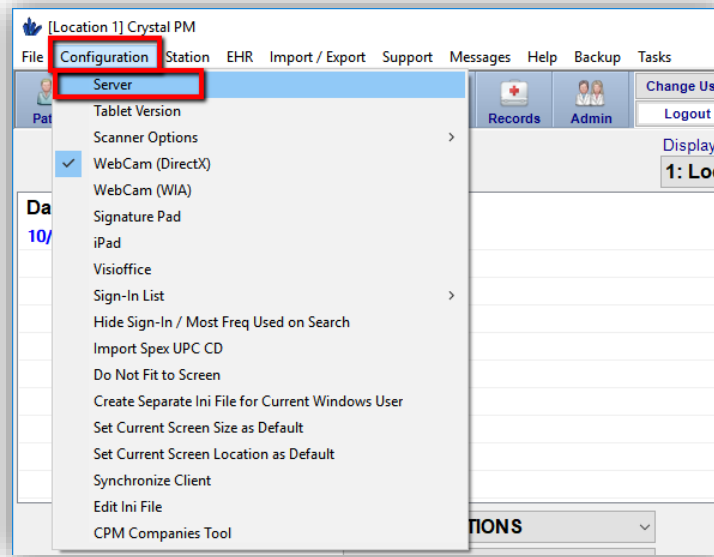 [Location 1] Crystal PM
File Configuration Station EHR Import / Export Support Messages Help Backup Tasks
Server
Change Us
Pat
Records
Admin
Logout
Tablet Version
Scanner Options
Display
WebCam (DirectX)
1: Lo
WebCam (WIA)
Da
Signature Pad
10/
iPad
Visioffice
Sign-In List
Hide Sign-In / Most Freq Used on Search
Import Spex UPC CD
Do Not Fit to Screen
Create Separate Ini File for Current Windows User
Set Current Screen Size as Default
Set Current Screen Location as Default
Synchronize Client
Edit Ini File
CPM Companies Tool
TIONS